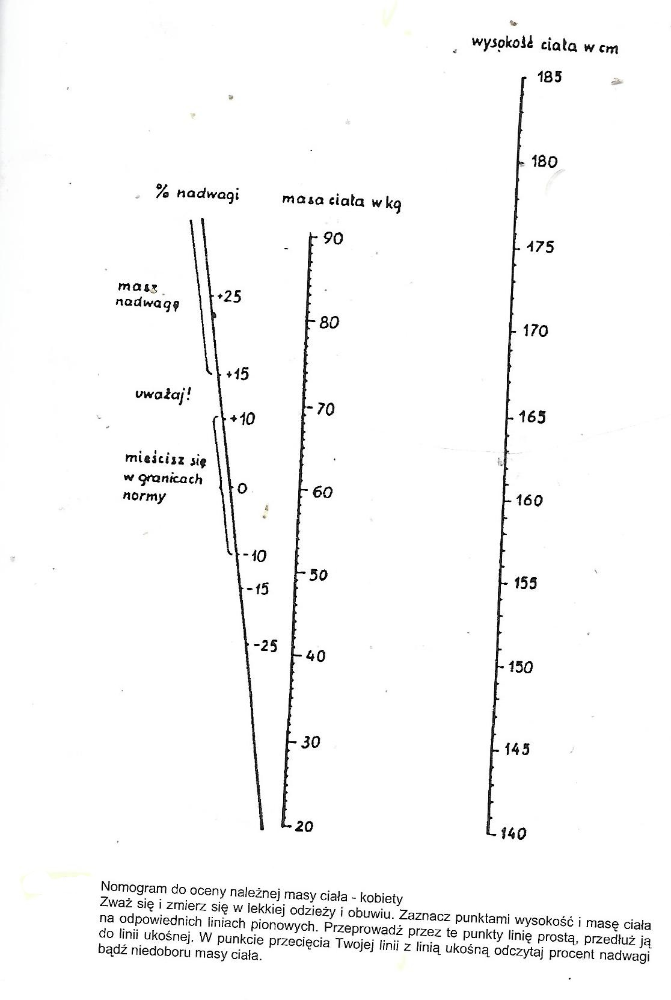 wysokość ciała w cm
185
180
175
170
165
160
155
150
145
140
% nadwagi
masa ciała w kg
90
80
70
60
50
40
30
20
masz
nadwagę
+25
+15
uważaj!
+10
mieścisz się
w granicach
normy
0
-10
-15
-25
Nomogram do oceny należnej masy ciała - kobiety
Zważ się i zmierz się w lekkiej odzieży i obuwiu. Zaznacz punktami wysokość i masę ciała
na odpowiednich liniach pionowych. Przeprowadź przez te punkty linię prostą, przedłuż ją
do linii ukośnej. W punkcie przecięcia Twojej linii z linią ukośną odczytaj procent nadwagi
bądź niedoboru masy ciała.